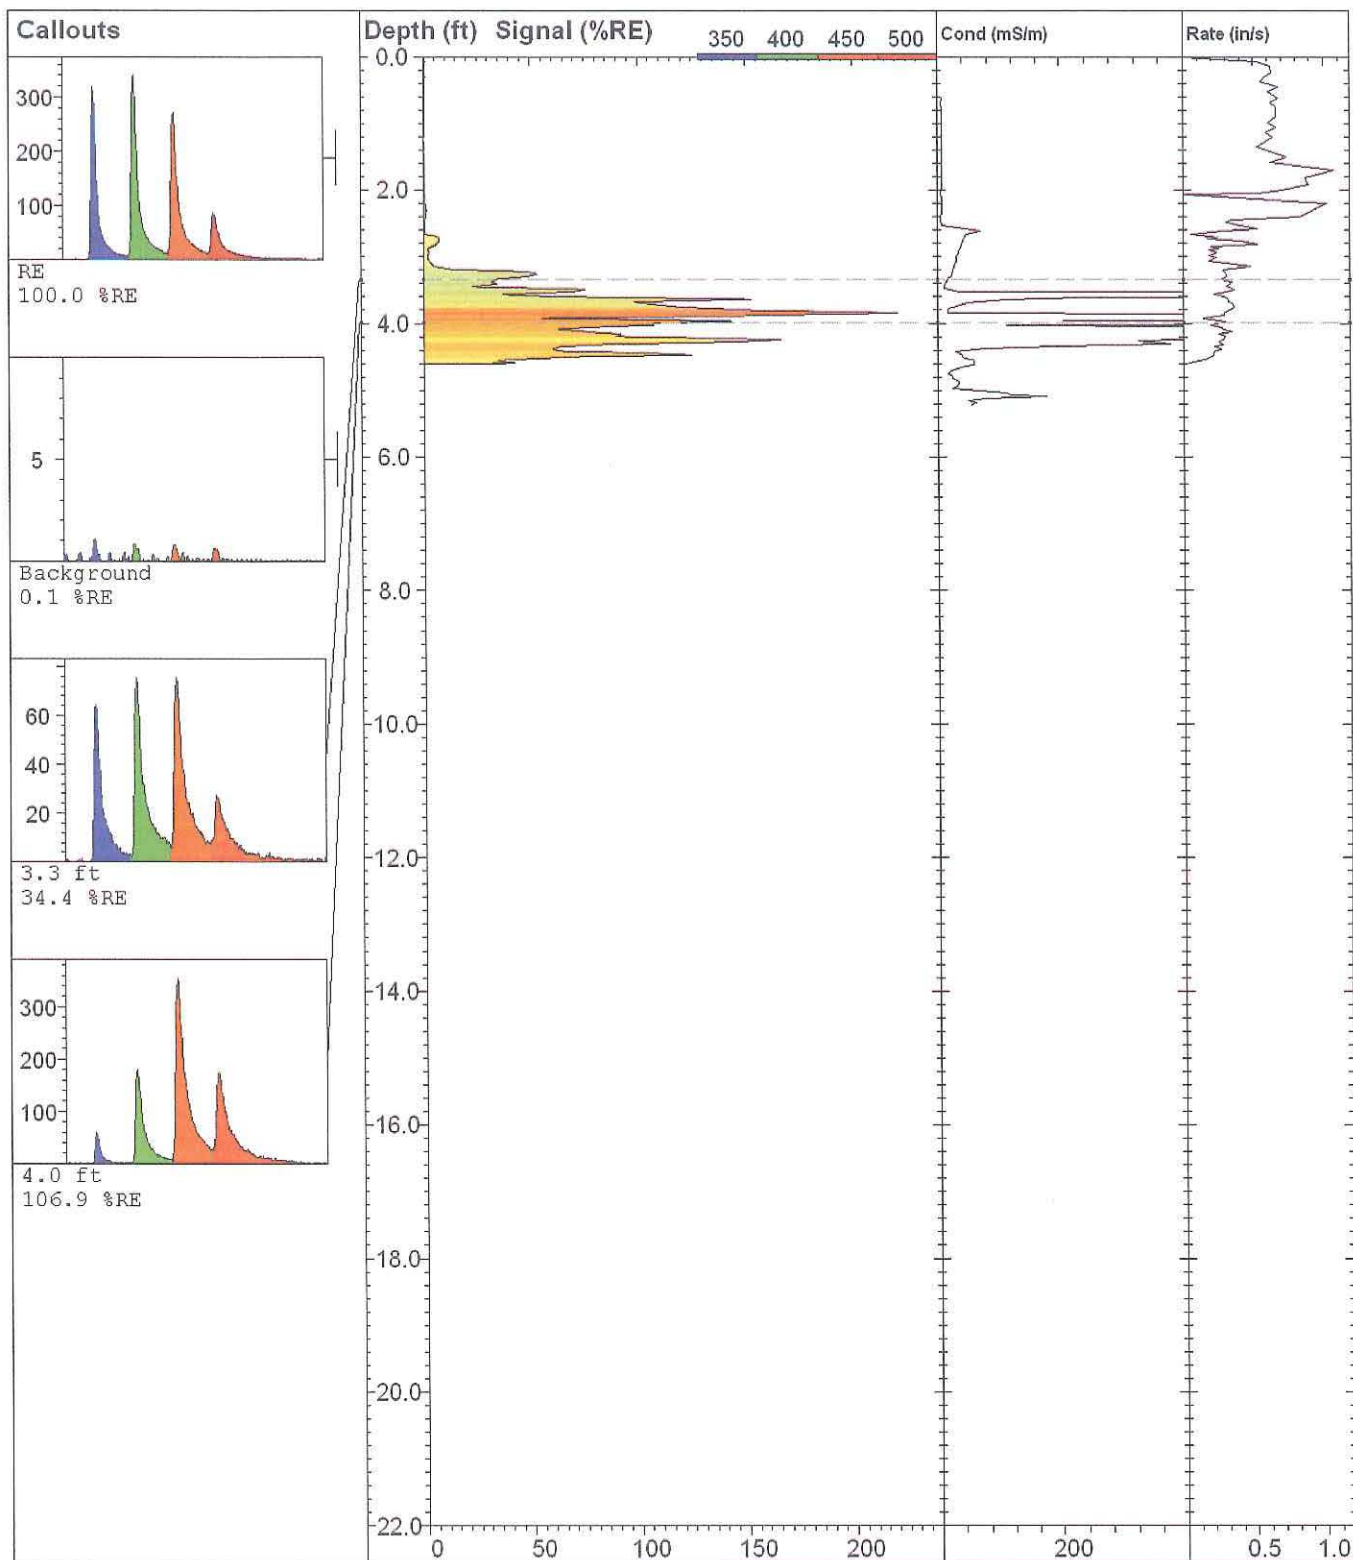 Callouts
Depth (ft) Signal (%RE)
350 400 450 500
Cond (mS/m)
Rate (in/s)
300
200
100
RE
100.0 %RE
5
Background
0.1 %RE
60
40
20
3.3 ft
34.4 %RE
300
200
100
4.0 ft
106.9 %RE
0.0
2.0
4.0
6.0
8.0
10.0
12.0
14.0
16.0
18.0
20.0
22.0
0 50 100 150 200
200
0.5 1.0